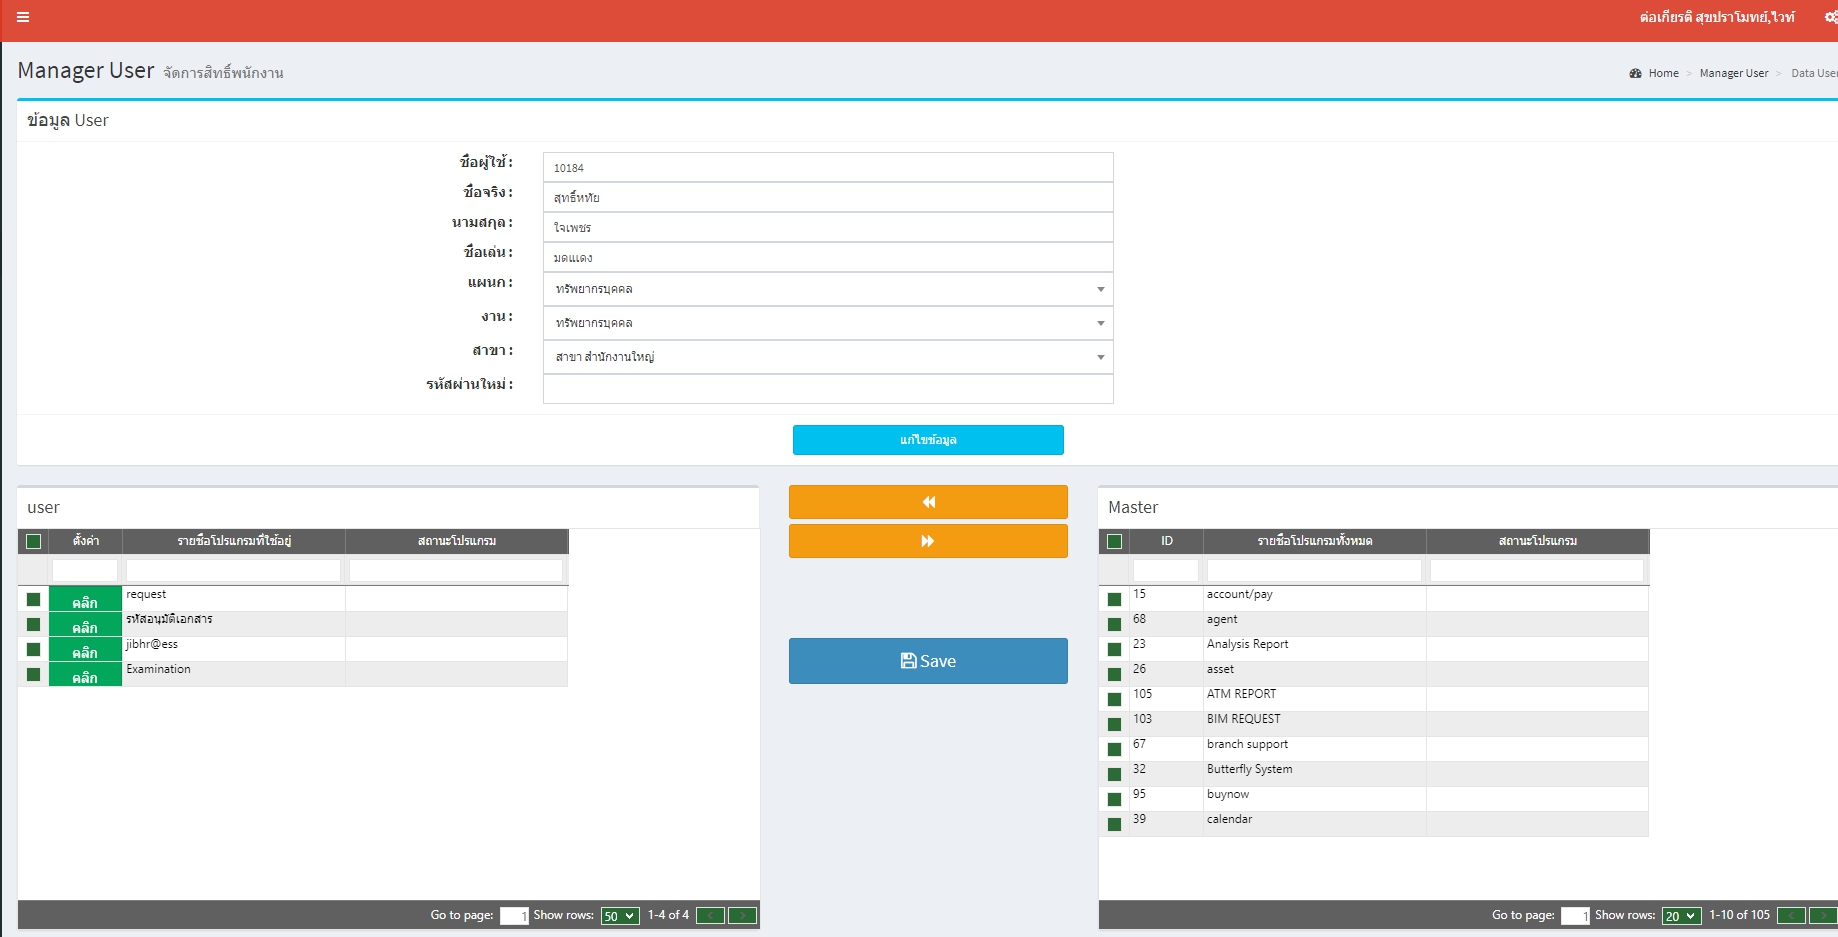 ต่อเกียรติ สุขปราโมทย์,ไวท์
Manager User จัดการสิทธิ์พนักงาน
Home > Manager User > Data User
ข้อมูล User
ชื่อผู้ใช้ : 10184
ชื่อจริง : สุทธิ์หทัย
นามสกุล : ใจเพชร
ชื่อเล่น : มดแดง
แผนก : ทรัพยากรบุคคล
งาน : ทรัพยากรบุคคล
สาขา : สาขา สำนักงานใหญ่
รหัสผ่านใหม่ :
แก้ไขข้อมูล
user
ตั้งค่า รายชื่อโปรแกรมที่ใช้อยู่ สถานะโปรแกรม
คลิก request
คลิก รหัสอนุมัติเอกสาร
คลิก jibhr@ess
คลิก Examination
Go to page: 1 Show rows: 50 1-4 of 4 < >
Save
Master
ID รายชื่อโปรแกรมทั้งหมด สถานะโปรแกรม
15 account/pay
68 agent
23 Analysis Report
26 asset
105 ATM REPORT
103 BIM REQUEST
67 branch support
32 Butterfly System
95 buynow
39 calendar
Go to page: 1 Show rows: 20 1-10 of 105 < >